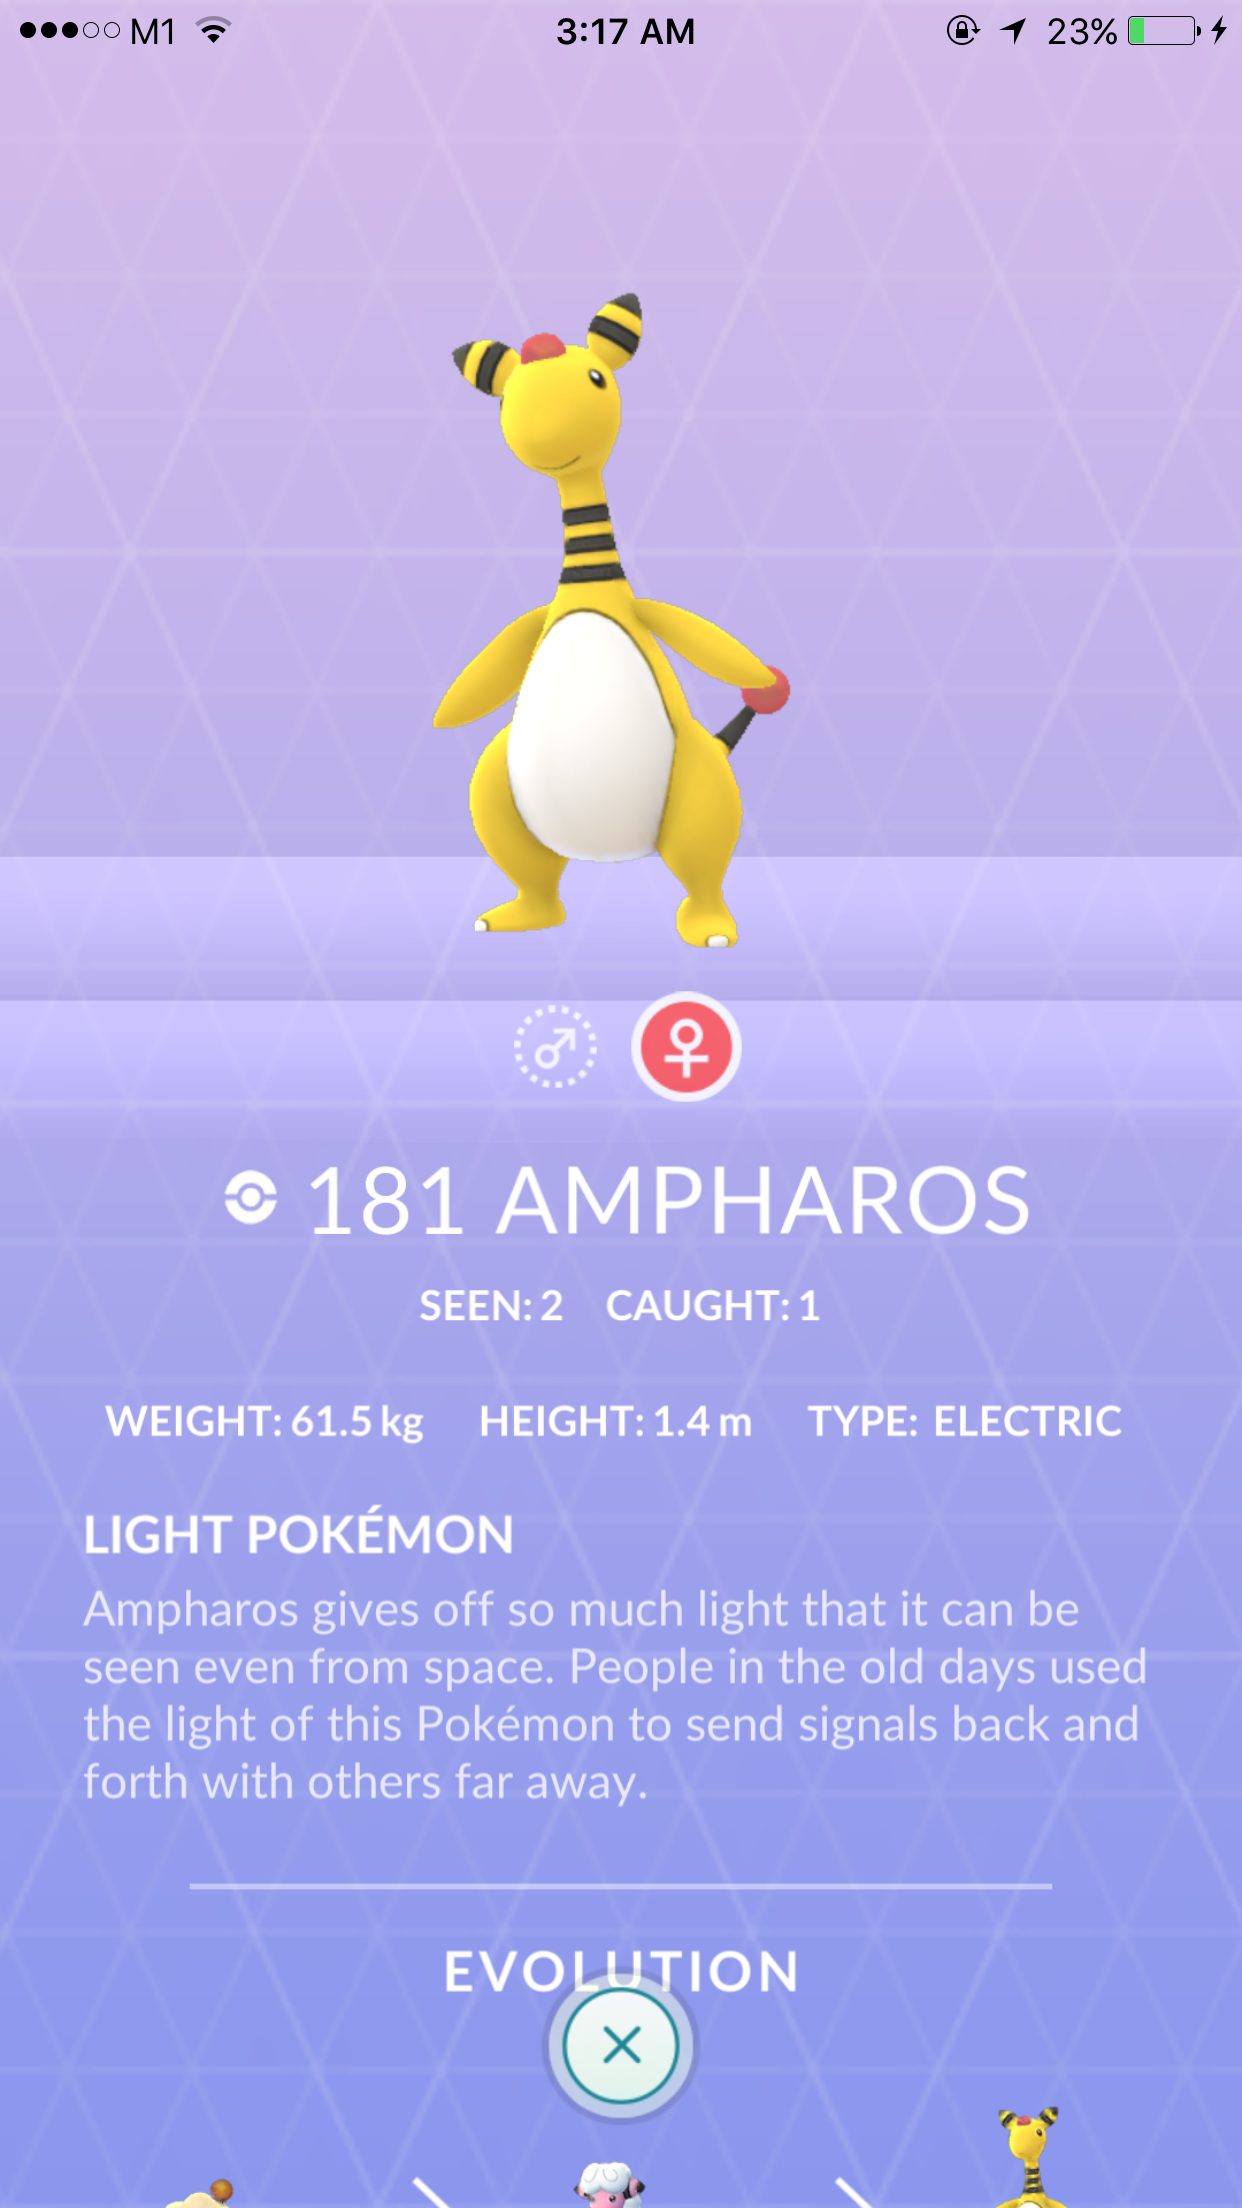 M1 3:17 AM 23%
181 AMPHAROS
SEEN: 2 CAUGHT: 1
WEIGHT: 61.5 kg HEIGHT: 1.4 m TYPE: ELECTRIC
LIGHT POKÉMON
Ampharos gives off so much light that it can be
seen even from space. People in the old days used
the light of this Pokémon to send signals back and
forth with others far away.
EVOLUTION